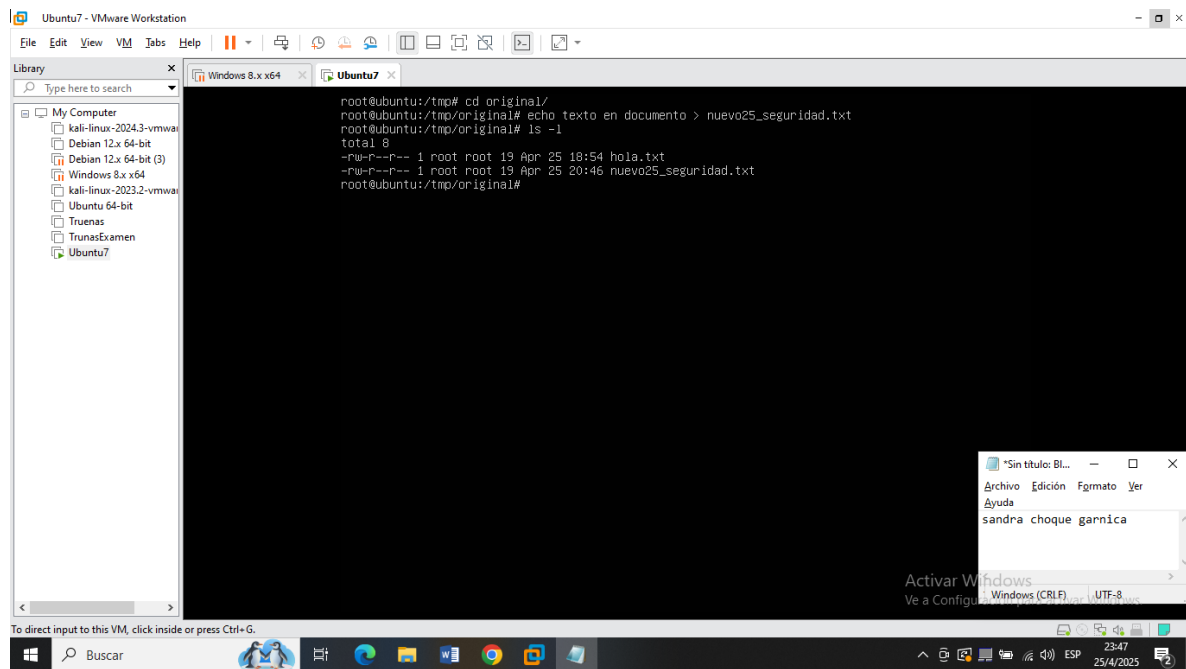 Ubuntu7 - VMware Workstation
File Edit View VM Tabs Help
Library
Type here to search
Windows 8.x x64
Ubuntu7
My Computer
kali-linux-2024.3-vmwar
Debian 12.x 64-bit
Debian 12.x 64-bit (3)
Windows 8.x x64
kali-linux-2023.2-vmwar
Ubuntu 64-bit
Truenas
TrunasExamen
Ubuntu7
root@ubuntu:/tmp# cd original/
root@ubuntu:/tmp/original# echo texto en documento > nuevo25_seguridad.txt
root@ubuntu:/tmp/original# ls -l
total 8
-rw-r--r-- 1 root root 19 Apr 25 18:54 hola.txt
-rw-r--r-- 1 root root 19 Apr 25 20:46 nuevo25_seguridad.txt
root@ubuntu:/tmp/original#
*Sin título: Bl...
Archivo Edición Formato Ver
Ayuda
sandra choque garnica
Activar Windows
Ve a Configuración para activar Windows.
Windows (CRLF) UTF-8
To direct input to this VM, click inside or press Ctrl+G.
Buscar
ESP
23:47
25/4/2025
2